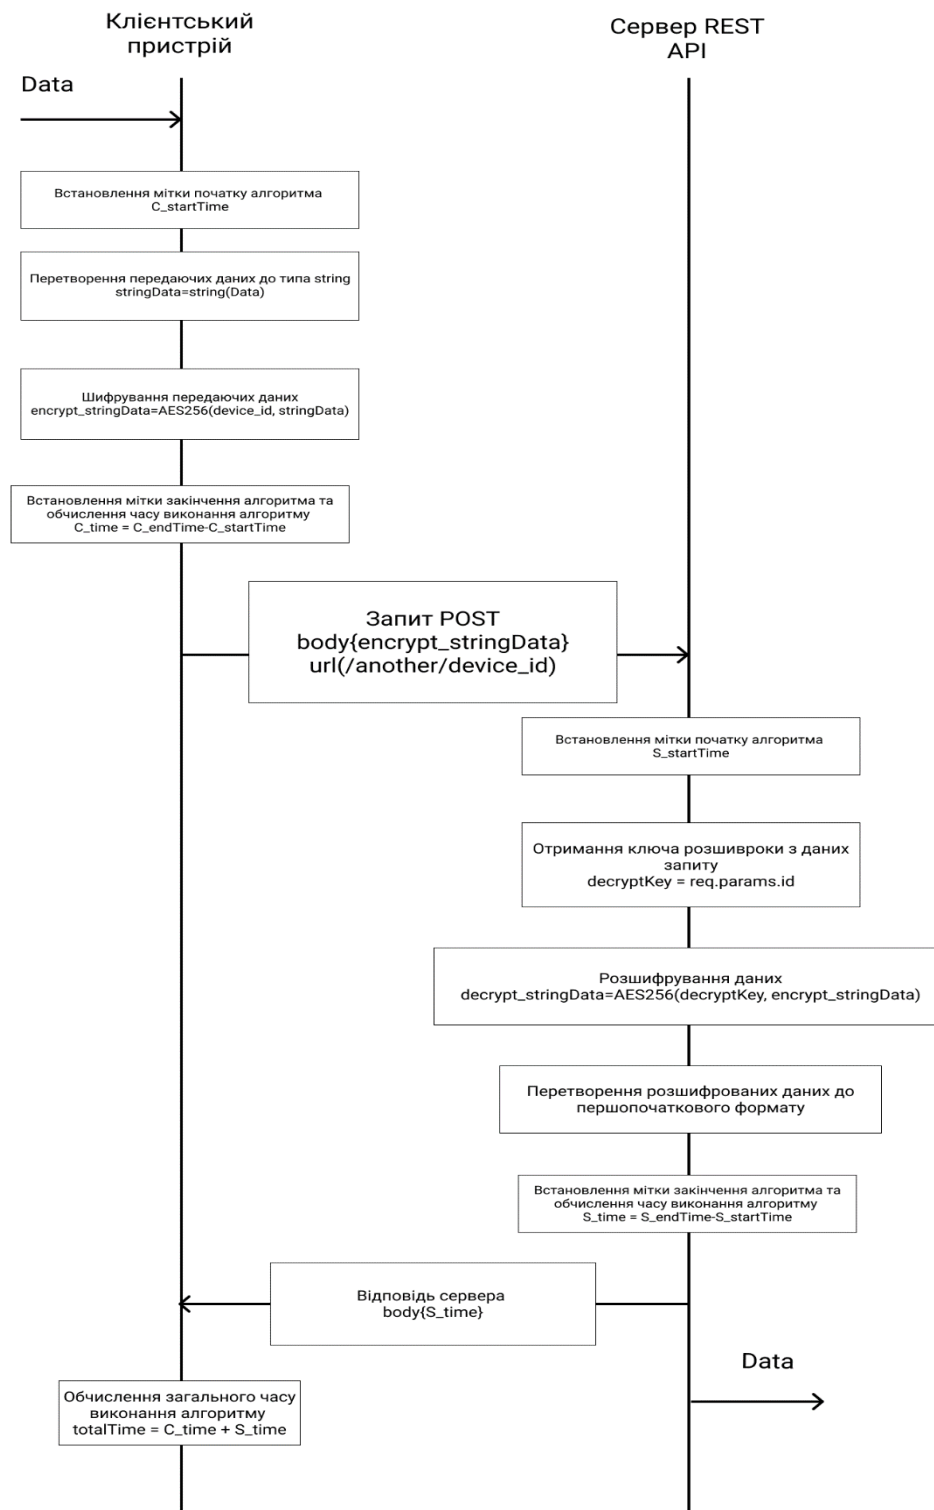 Клієнтський
пристрій
Сервер REST
API
Data
Встановлення мітки початку алгоритма
C_startTime
Перетворення передаючих даних до типа string
stringData=string(Data)
Шифрування передаючих даних
encrypt_stringData=AES256(device_id, stringData)
Встановлення мітки закінчення алгоритма та
обчислення часу виконання алгоритму
C_time = C_endTime-C_startTime
Запит POST
body{encrypt_stringData}
url(/another/device_id)
Встановлення мітки початку алгоритма
S_startTime
Отримання ключа розшивроки з даних
запиту
decryptKey = req.params.id
Розшифрування даних
decrypt_stringData=AES256(decryptKey, encrypt_stringData)
Перетворення розшифрованих даних до
першопочаткового формату
Встановлення мітки закінчення алгоритма та
обчислення часу виконання алгоритму
S_time = S_endTime-S_startTime
Відповідь сервера
body{S_time}
Data
Обчислення загального часу
виконання алгоритму
totalTime = C_time + S_time